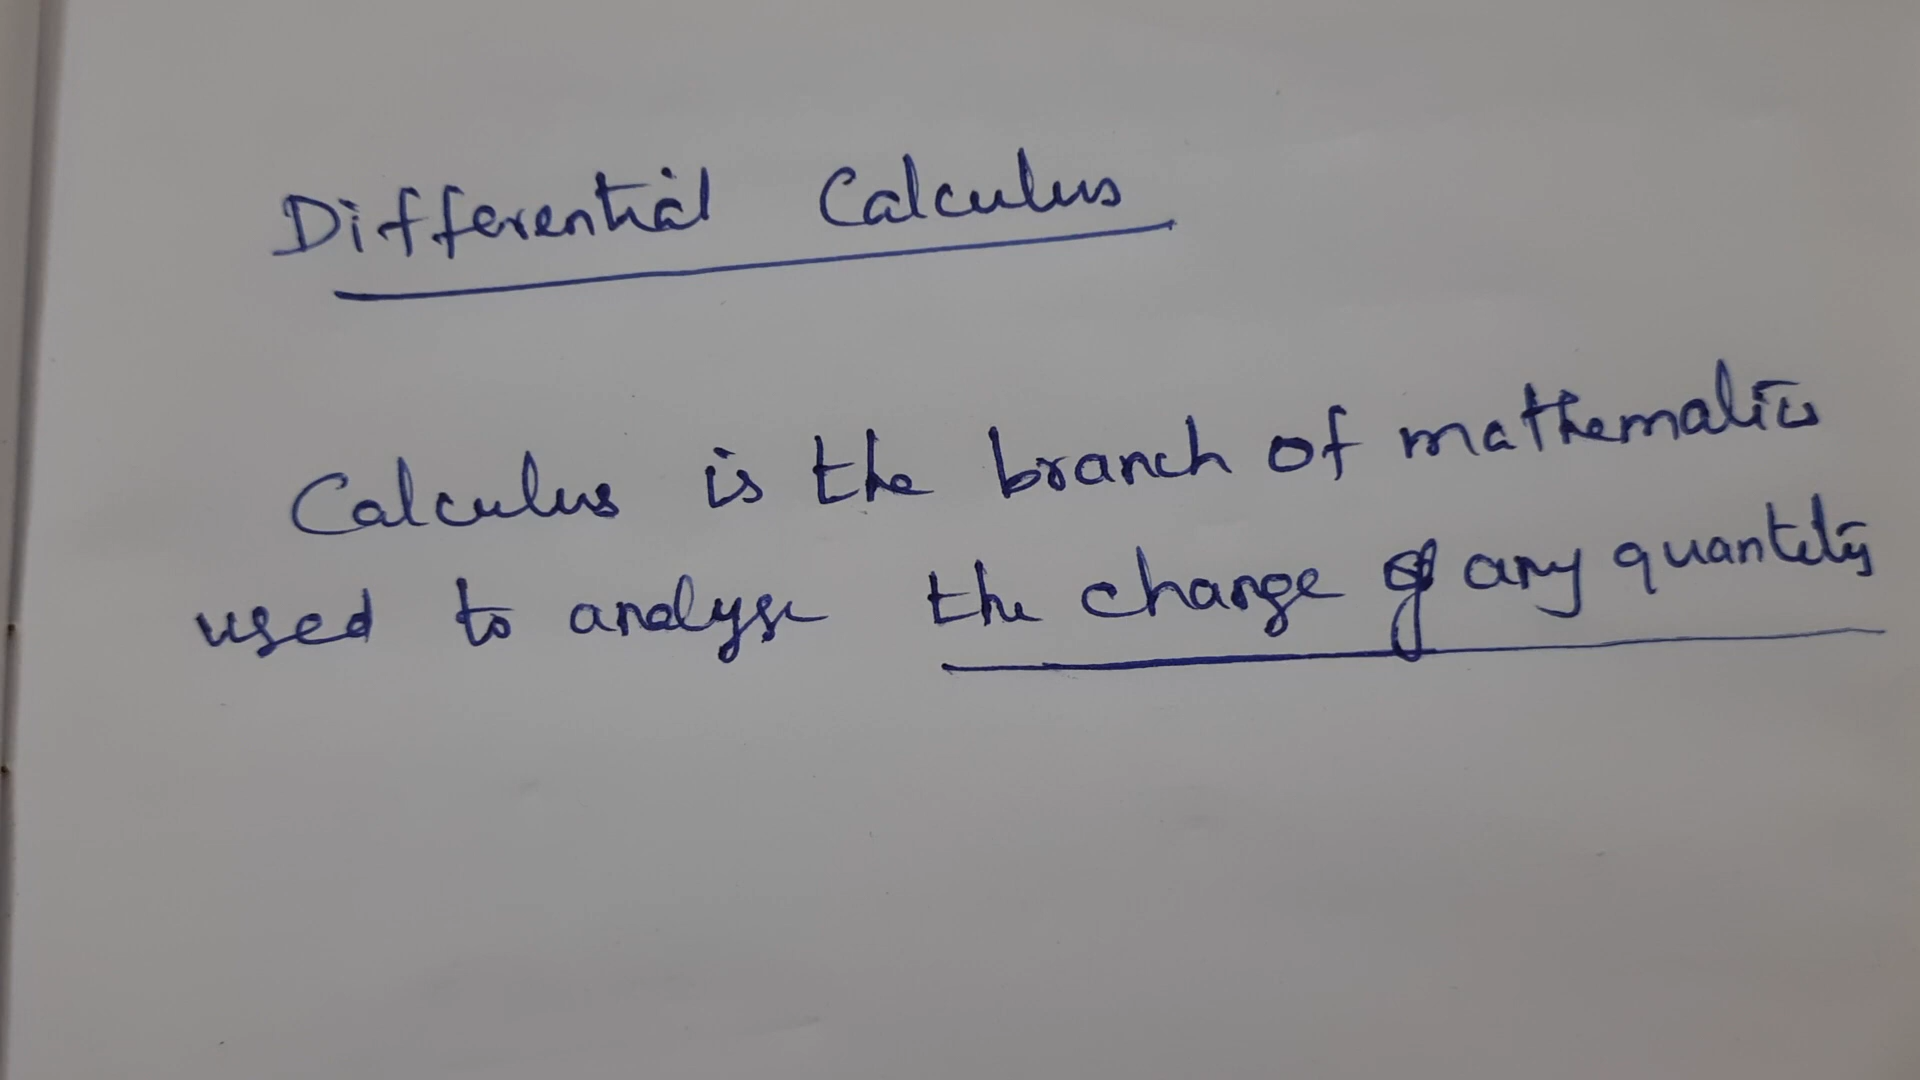 Differential Calculus
Calculus is the branch of mathematics
used to analyse the change of any quantity